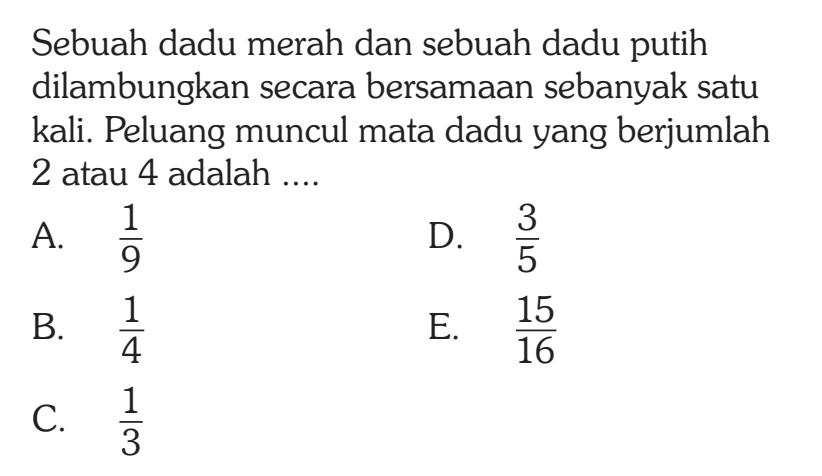 Sebuah dadu merah dan sebuah dadu putih
dilambungkan secara bersamaan sebanyak satu
kali. Peluang muncul mata dadu yang berjumlah
2 atau 4 adalah ....
A. 1/9
D. 3/5
B. 1/4
E. 15/16
C. 1/3